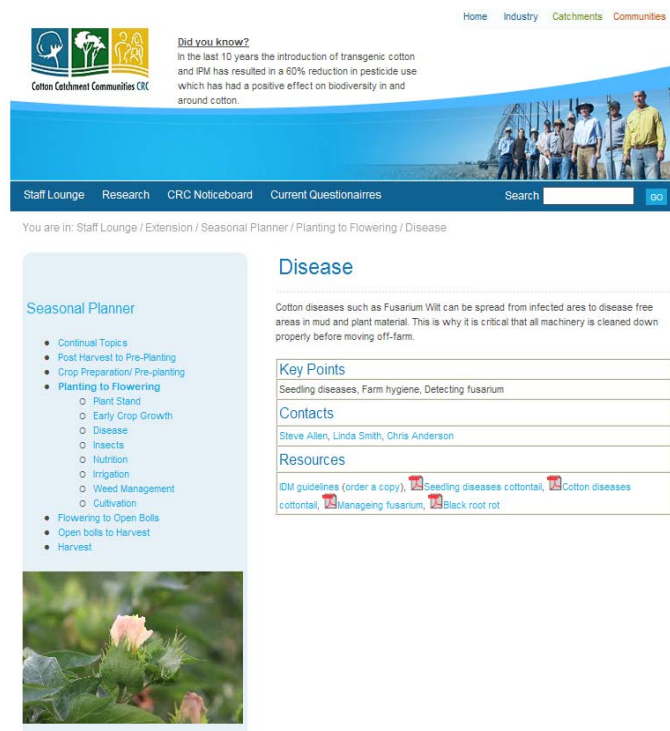 Home Industry Catchments Communities
Cotton Catchment Communities CRC
Did you know?
In the last 10 years the introduction of transgenic cotton
and IPM has resulted in a 60% reduction in pesticide use
which has had a positive effect on biodiversity in and
around cotton.
Staff Lounge Research CRC Noticeboard Current Questionairres Search GO
You are in: Staff Lounge / Extension / Seasonal Planner / Planting to Flowering / Disease
Seasonal Planner
Continual Topics
Post Harvest to Pre-Planting
Crop Preparation/ Pre-planting
Planting to Flowering
Plant Stand
Early Crop Growth
Disease
Insects
Nutrition
Irrigation
Weed Management
Cultivation
Flowering to Open Bolls
Open bolls to Harvest
Harvest
Disease
Cotton diseases such as Fusarium Wilt can be spread from infected ares to disease free
areas in mud and plant material. This is why it is critical that all machinery is cleaned down
properly before moving off-farm.
Key Points
Seedling diseases, Farm hygiene, Detecting fusarium
Contacts
Steve Allen, Linda Smith, Chris Anderson
Resources
IDM guidelines (order a copy), Seedling diseases cottontail, Cotton diseases
cottontail, Manageing fusarium, Black root rot